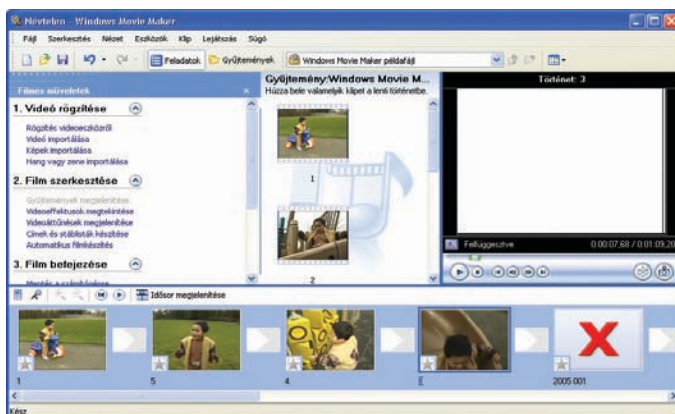 Névtelen - Windows Movie Maker
Fájl Szerkesztés Nézet Eszközök Klip Lejátszás Súgó
Feladatok Gyűjtemények Windows Movie Maker példafájl
Filmes műveletek
1. Videó rögzítése
Rögzítés videoeszközről
Videó importálása
Képek importálása
Hang vagy zene importálása
2. Film szerkesztése
Gyűjtemények megjelenítése
Videoeffektusok megtekintése
Videoáttűnések megjelenítése
Címek és stáblisták készítése
Automatikus filmkészítés
3. Film befejezése
Mentés a számítógépre
Gyűjtemény:Windows Movie M...
Húzza bele valamelyik klipet a lenti történetbe.
1
2
Történet: 3
Felfüggesztve 0:00:07,68 / 0:01:09,20
Idősor megjelenítése
1 5 4 2005 001
Kész